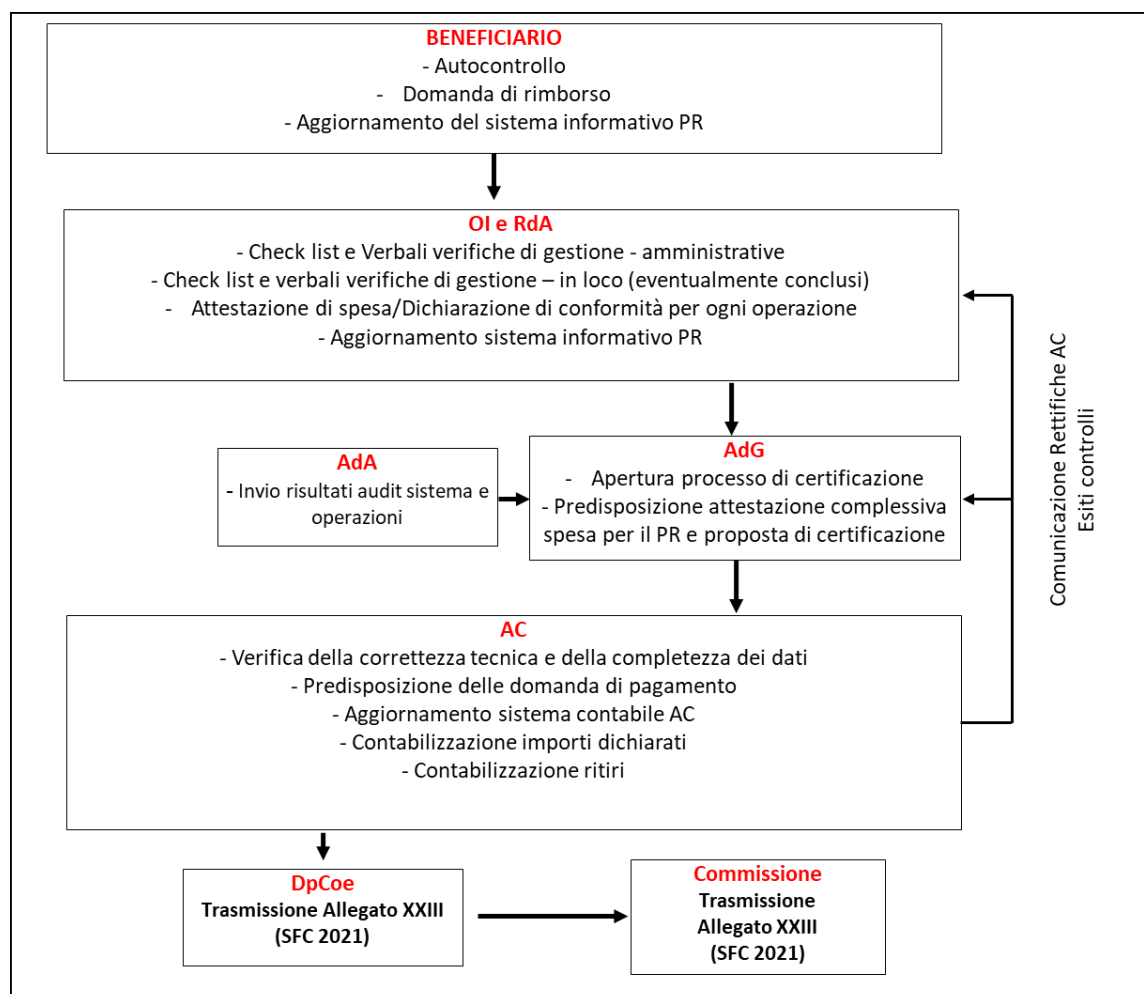 BENEFICIARIO
- Autocontrollo
- Domanda di rimborso
- Aggiornamento del sistema informativo PR
OI e RdA
- Check list e Verbali verifiche di gestione - amministrative
- Check list e verbali verifiche di gestione – in loco (eventualmente conclusi)
- Attestazione di spesa/Dichiarazione di conformità per ogni operazione
- Aggiornamento sistema informativo PR
AdA
- Invio risultati audit sistema e
operazioni
AdG
- Apertura processo di certificazione
- Predisposizione attestazione complessiva
spesa per il PR e proposta di certificazione
Comunicazione Rettifiche AC
Esiti controlli
AC
- Verifica della correttezza tecnica e della completezza dei dati
- Predisposizione delle domanda di pagamento
- Aggiornamento sistema contabile AC
- Contabilizzazione importi dichiarati
- Contabilizzazione ritiri
DpCoe
Trasmissione Allegato XXIII
(SFC 2021)
Commissione
Trasmissione
Allegato XXIII
(SFC 2021)